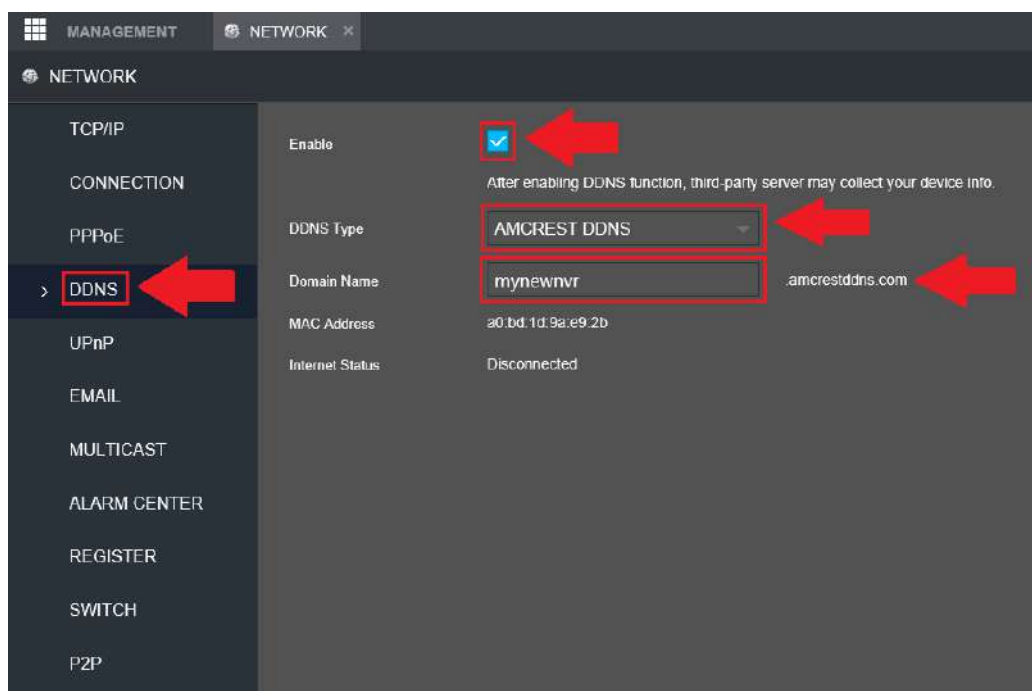 MANAGEMENT NETWORK ×
NETWORK
TCP/IP
CONNECTION
PPPoE
DDNS
UPnP
EMAIL
MULTICAST
ALARM CENTER
REGISTER
SWITCH
P2P
Enable
After enabling DDNS function, third-party server may collect your device info.
DDNS Type AMCREST DDNS
Domain Name mynewnvr .amcrestddns.com
MAC Address a0:bd:1d:9a:e9:2b
Internet Status Disconnected